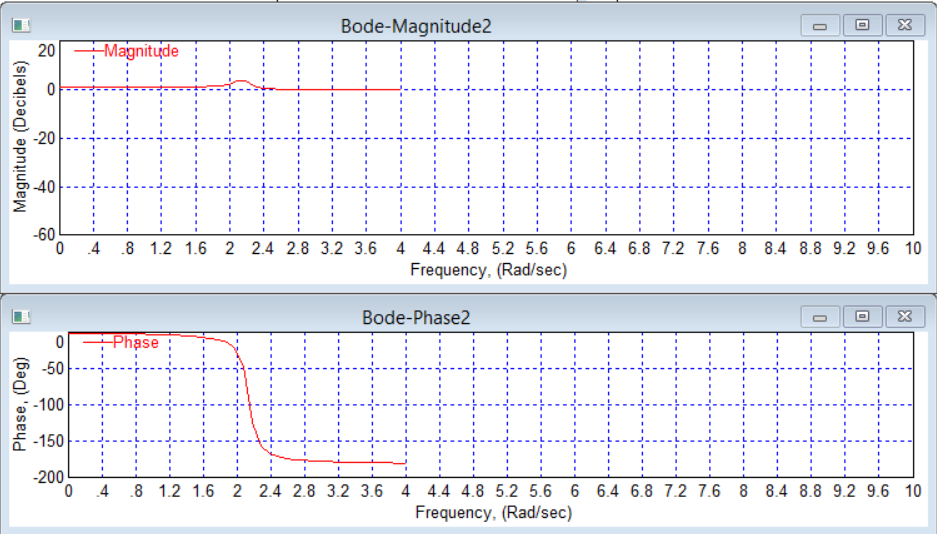 Bode-Magnitude2
Magnitude
Magnitude (Decibels)
20
0
-20
-40
-60
0 .4 .8 1.2 1.6 2 2.4 2.8 3.2 3.6 4 4.4 4.8 5.2 5.6 6 6.4 6.8 7.2 7.6 8 8.4 8.8 9.2 9.6 10
Frequency, (Rad/sec)
Bode-Phase2
Phase
Phase, (Deg)
0
-50
-100
-150
-200
0 .4 .8 1.2 1.6 2 2.4 2.8 3.2 3.6 4 4.4 4.8 5.2 5.6 6 6.4 6.8 7.2 7.6 8 8.4 8.8 9.2 9.6 10
Frequency, (Rad/sec)